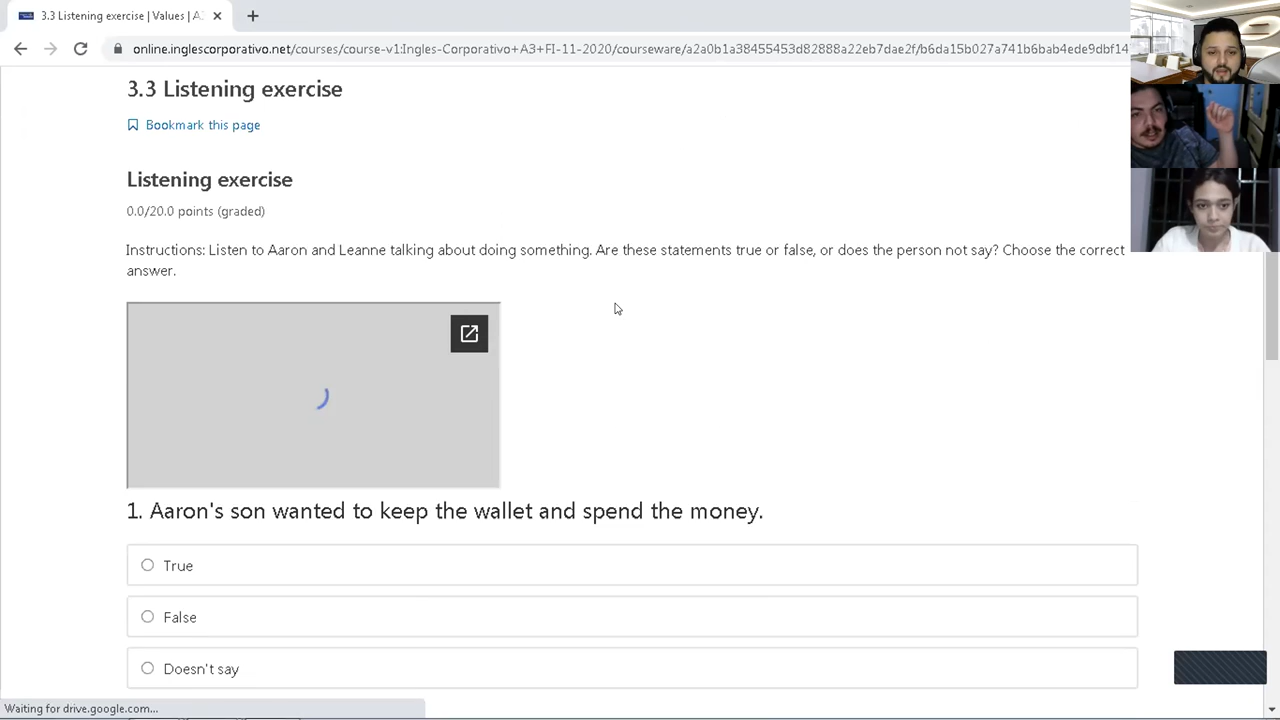 3.3 Listening exercise | Values | A
online.inglescorporativo.net/courses/course-v1:Ingles-Corporativo+A3+FI-11-2020/courseware/a2a0b1a38455453d82888a22eb7dae2f/b6da15b027a741b6bab4ede9dbf14
3.3 Listening exercise
Bookmark this page
Listening exercise
0.0/20.0 points (graded)
Instructions: Listen to Aaron and Leanne talking about doing something. Are these statements true or false, or does the person not say? Choose the correct
answer.
1. Aaron's son wanted to keep the wallet and spend the money.
True
False
Doesn't say
Waiting for drive.google.com...